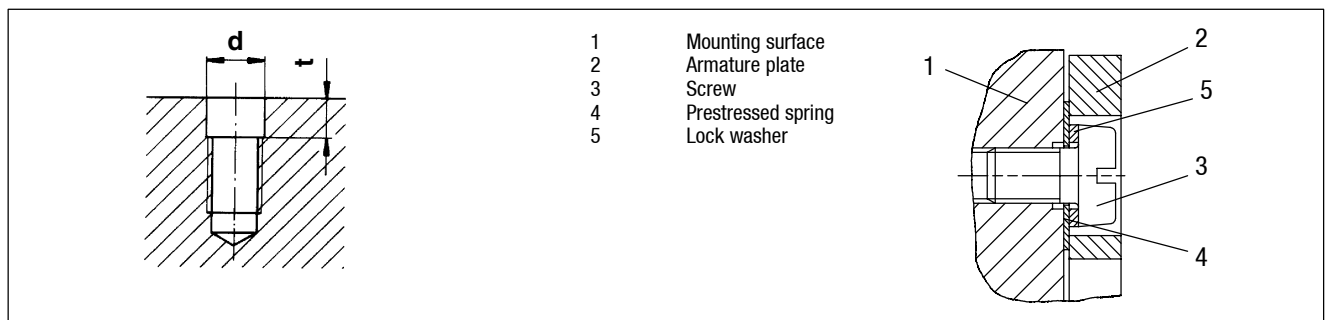 d
t
1 Mounting surface
2 Armature plate
3 Screw
4 Prestressed spring
5 Lock washer
1
2
5
3
4